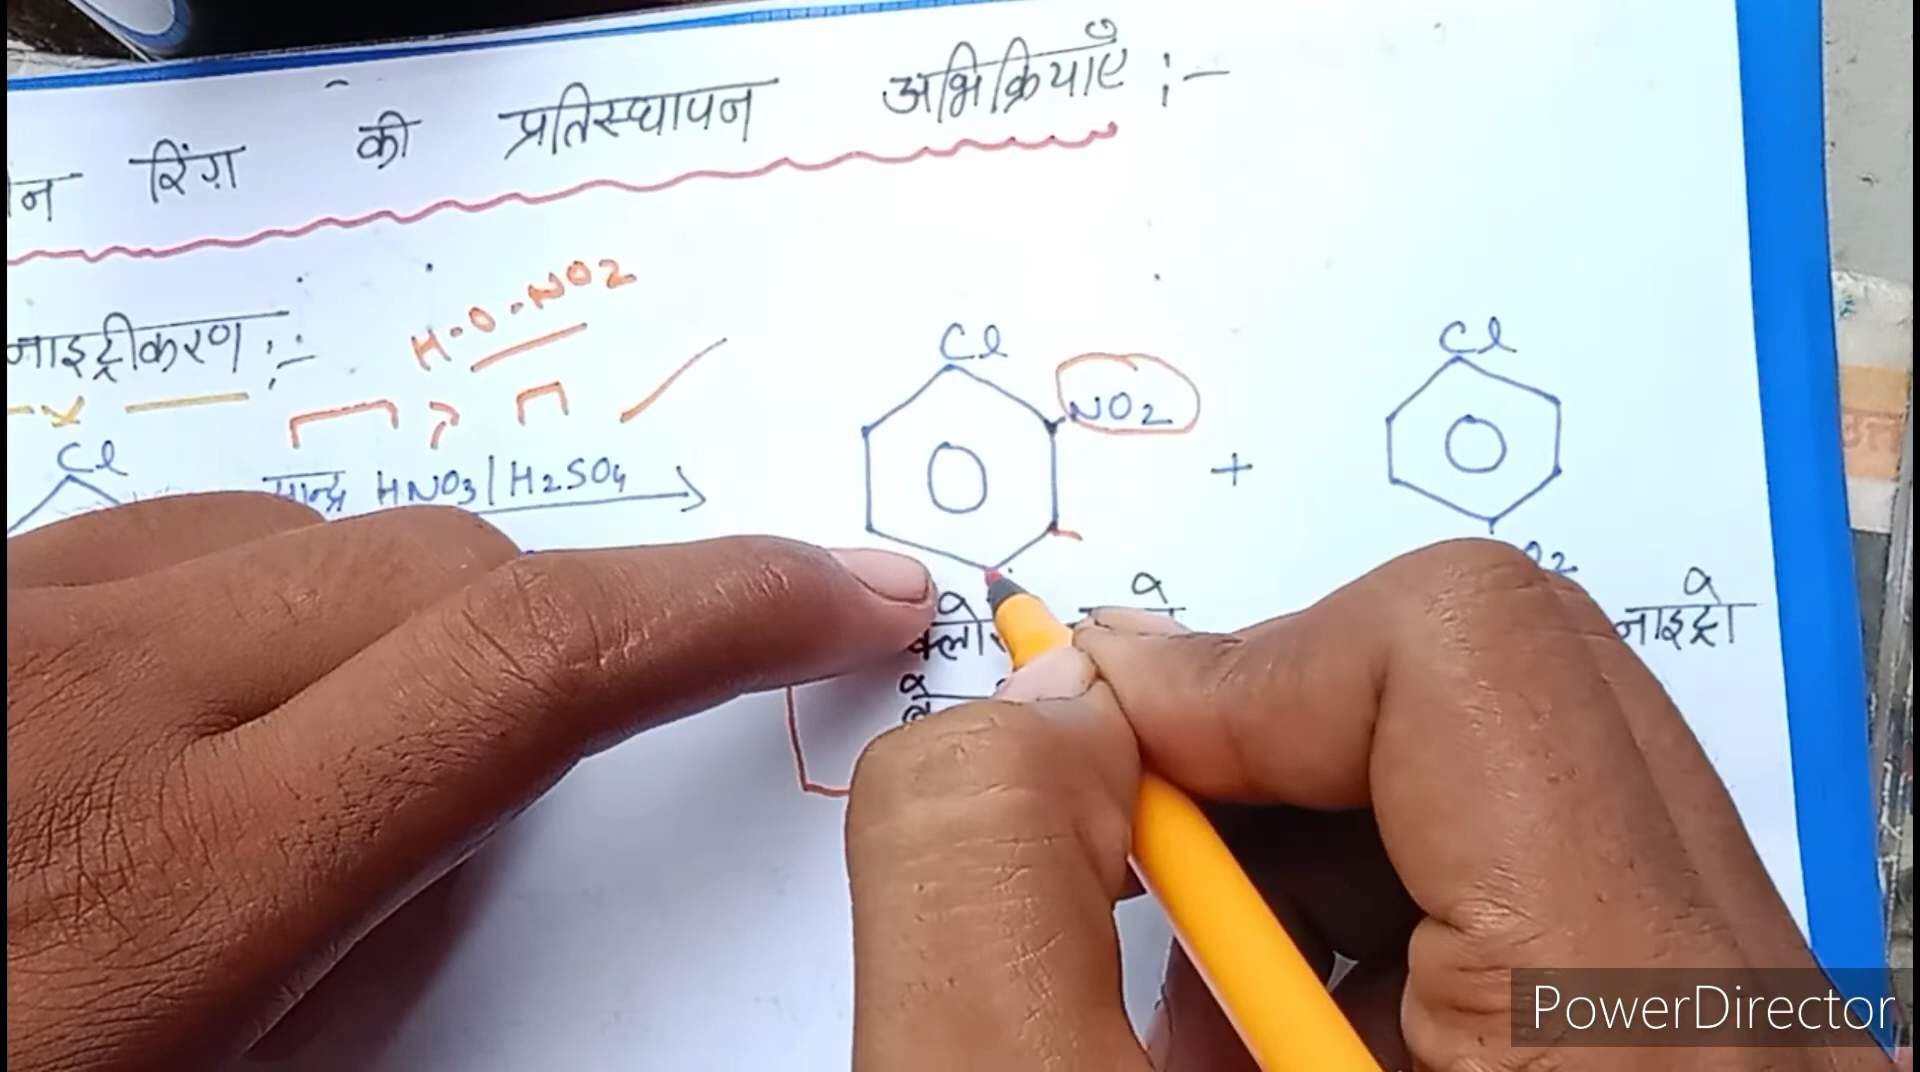 रिंग की प्रतिस्थापन अभिक्रियाएँ :-
नाइट्रीकरण :-
H-O-NO2
Cl
सान्द्र HNO3/H2SO4
Cl
NO2
+
Cl
नाइट्रो
PowerDirector